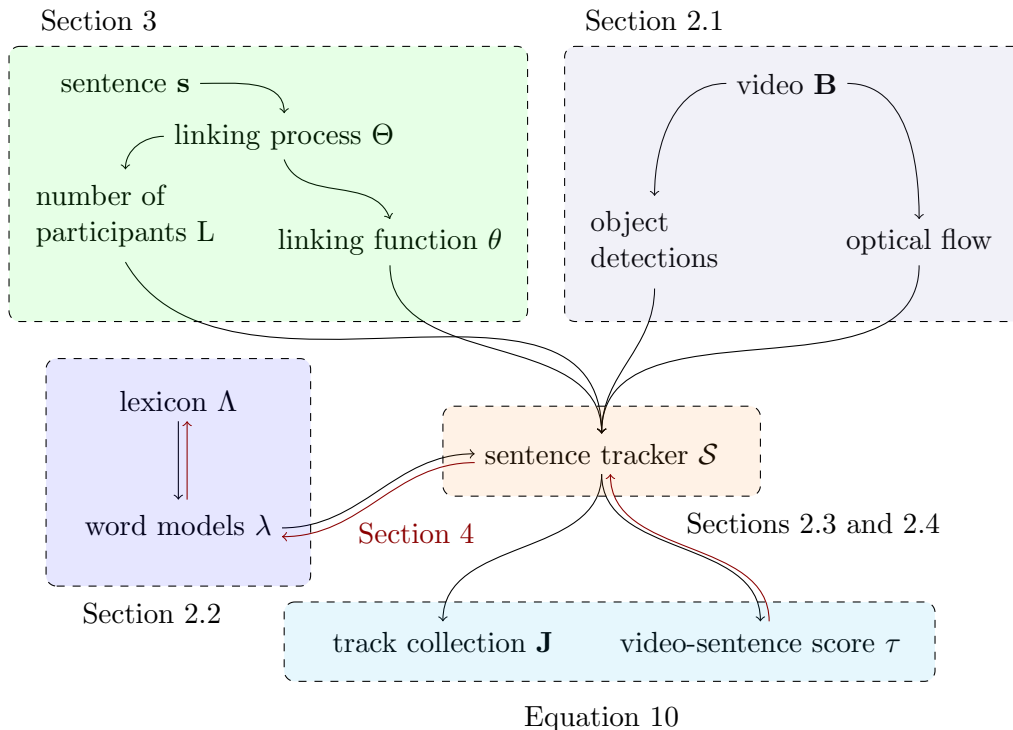 Section 3
sentence s
linking process Θ
number of
participants L
linking function θ
Section 2.1
video B
object
detections
optical flow
lexicon Λ
word models λ
Section 2.2
sentence tracker 𝒮
Section 4
Sections 2.3 and 2.4
track collection J
video-sentence score τ
Equation 10